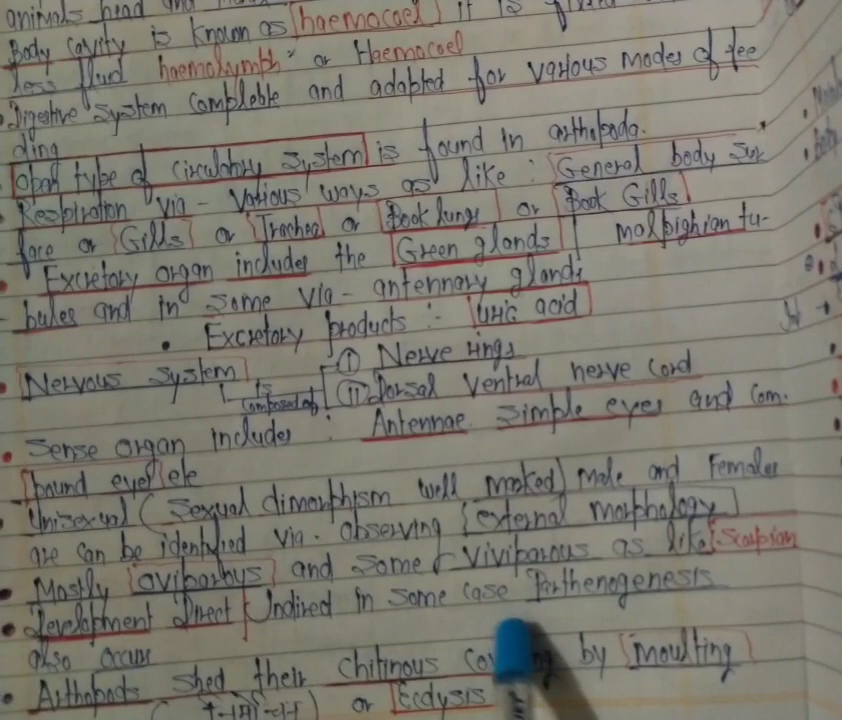 animals head and
Body cavity is known as haemocoel it is
less fluid haemolymph" or Haemocoel
• Digestive system complete and adapted for various modes of fee
ding
• Open type of circulatory system is found in arthopoda.
• Respiration via - Various ways as like : General body sur
face or Gills or Trachea or Book lungs or Book Gills
• Excretory organ includes the Green glands | malpighian tu-
bules and in some via - antennary glands
• Excretory products :- uric acid
• Nervous system is composed of ① Nerve rings
② Dorsal ventral nerve cord
• Sense organ includes : Antennae simple eyes and com.
pound eyes etc
Unisexual (sexual dimorphism well marked) male and Females
are can be identified via. observing external morphology
• Mostly oviparous and some viviparous as like scorpion
• Development Direct / Indirect in some case Parthenogenesis
also occurs
• Arthopods shed their chitinous by moulting
or Ecdysis